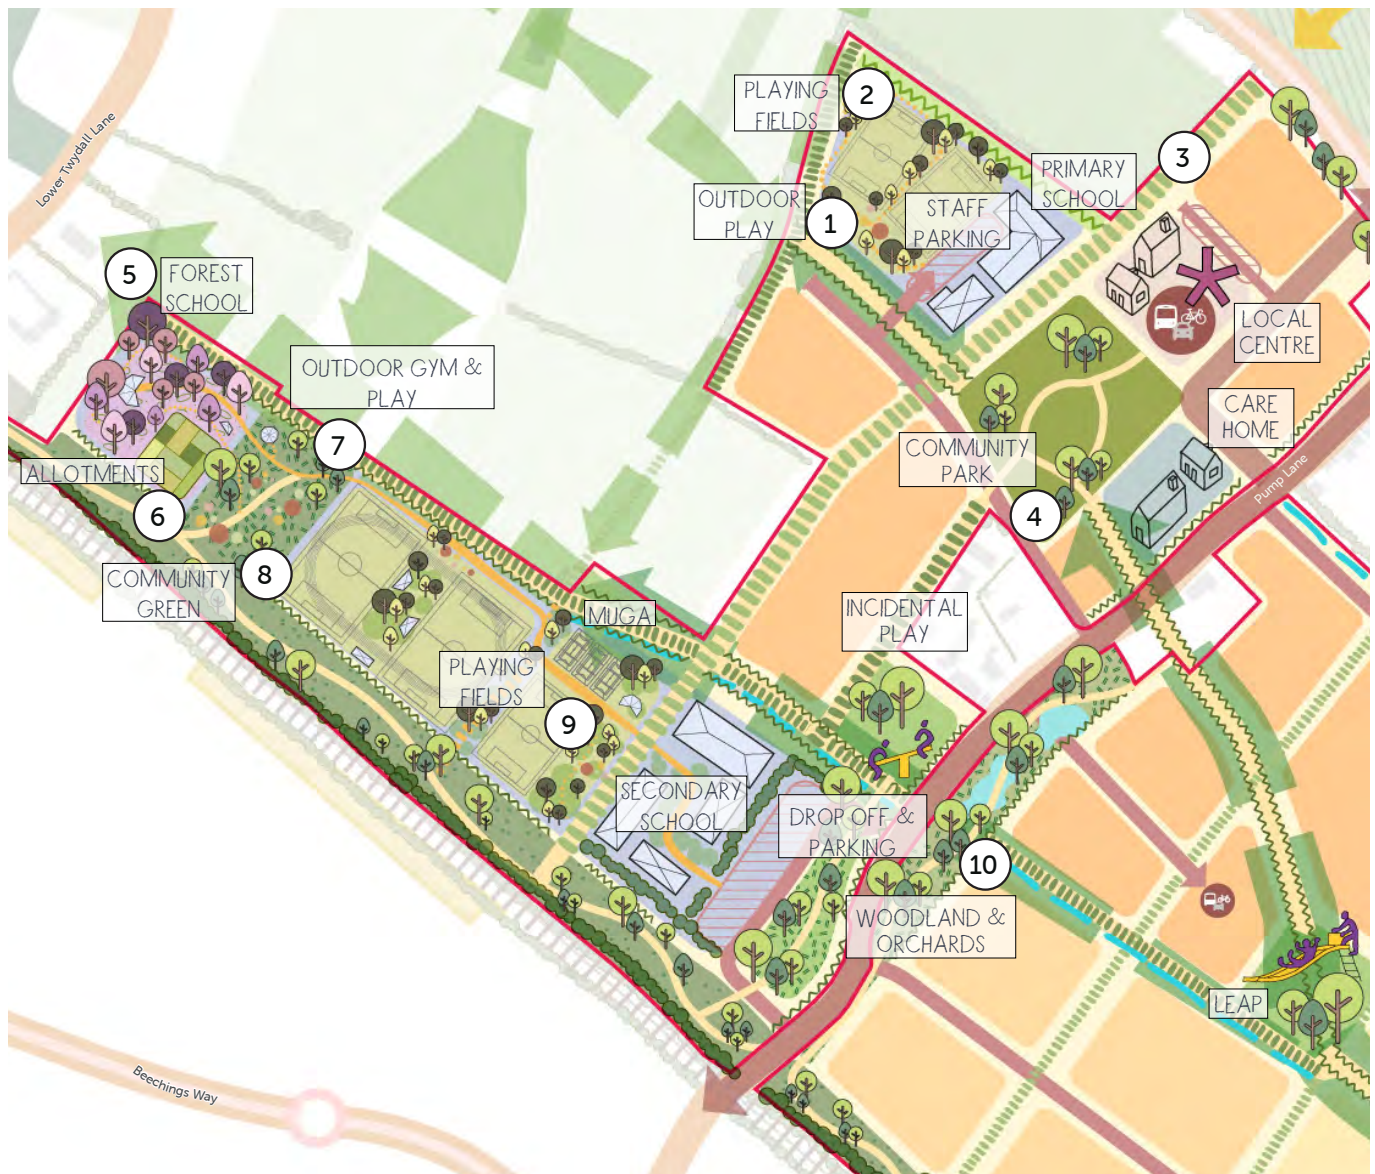 PLAYING
FIELDS
2
3
PRIMARY
SCHOOL
OUTDOOR
PLAY
1
STAFF
PARKING
Lower Twydall Lane
5
FOREST
SCHOOL
LOCAL
CENTRE
OUTDOOR GYM &
PLAY
CARE
HOME
7
COMMUNITY
PARK
ALLOTMENTS
Pump Lane
6
4
COMMUNITY
GREEN
8
MUGA
INCIDENTAL
PLAY
PLAYING
FIELDS
9
SECONDARY
SCHOOL
DROP OFF &
PARKING
10
WOODLAND &
ORCHARDS
LEAP
Beechings Way